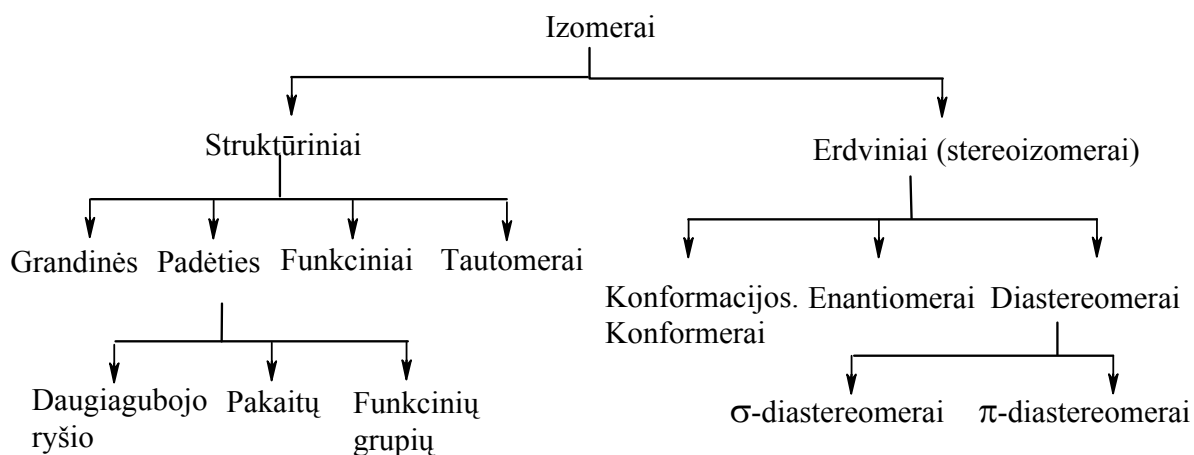 Izomerai
Struktūriniai
Erdviniai (stereoizomerai)
Grandinės
Padėties
Funkciniai
Tautomerai
Konformacijos.
Konformerai
Enantiomerai
Diastereomerai
Daugiagubojo
ryšio
Pakaitų
Funkcinių
grupių
σ-diastereomerai
π-diastereomerai